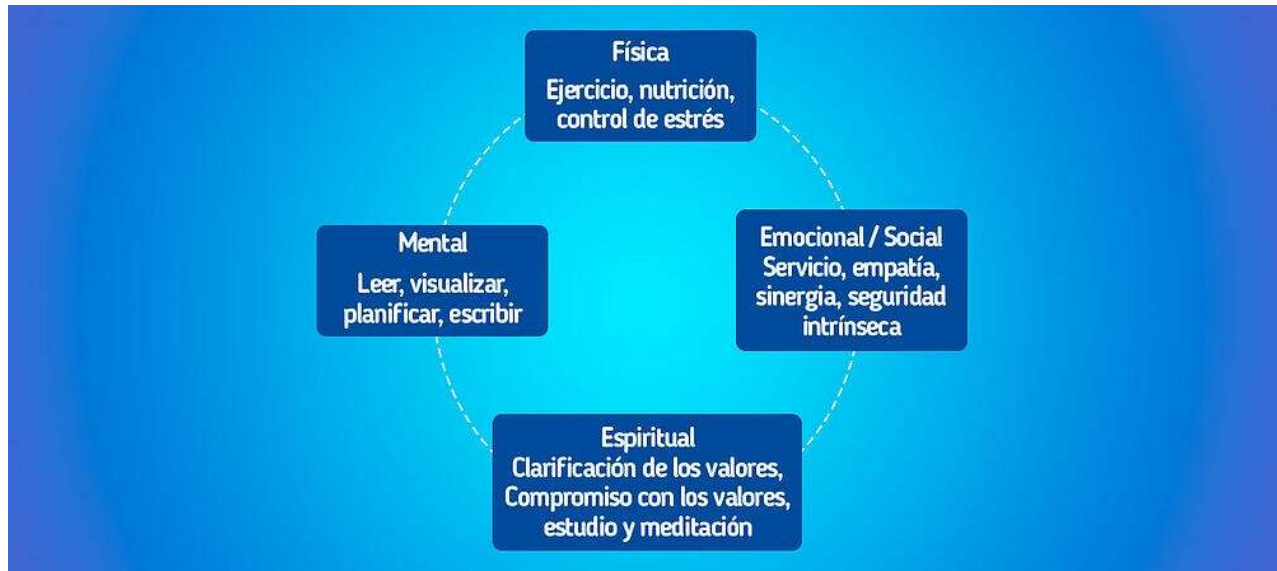 Física
Ejercicio, nutrición,
control de estrés
Mental
Leer, visualizar,
planificar, escribir
Emocional / Social
Servicio, empatía,
sinergia, seguridad
intrínseca
Espiritual
Clarificación de los valores,
Compromiso con los valores,
estudio y meditación